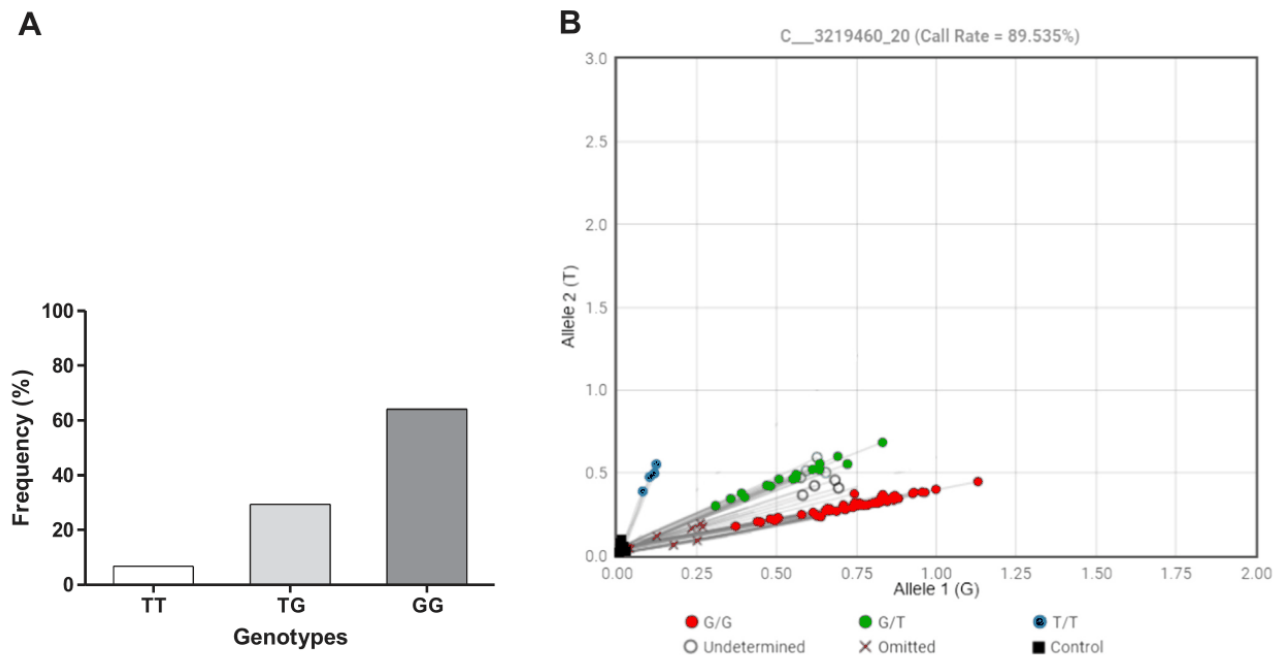 A
100
80
60
40
20
0
Frequency (%)
TT TG GG
Genotypes
B
C___3219460_20 (Call Rate = 89.535%)
3.0
2.5
2.0
1.5
1.0
0.5
0.0
Allele 2 (T)
0.00 0.25 0.50 0.75 1.00 1.25 1.50 1.75 2.00
Allele 1 (G)
G/G G/T T/T
Undetermined Omitted Control